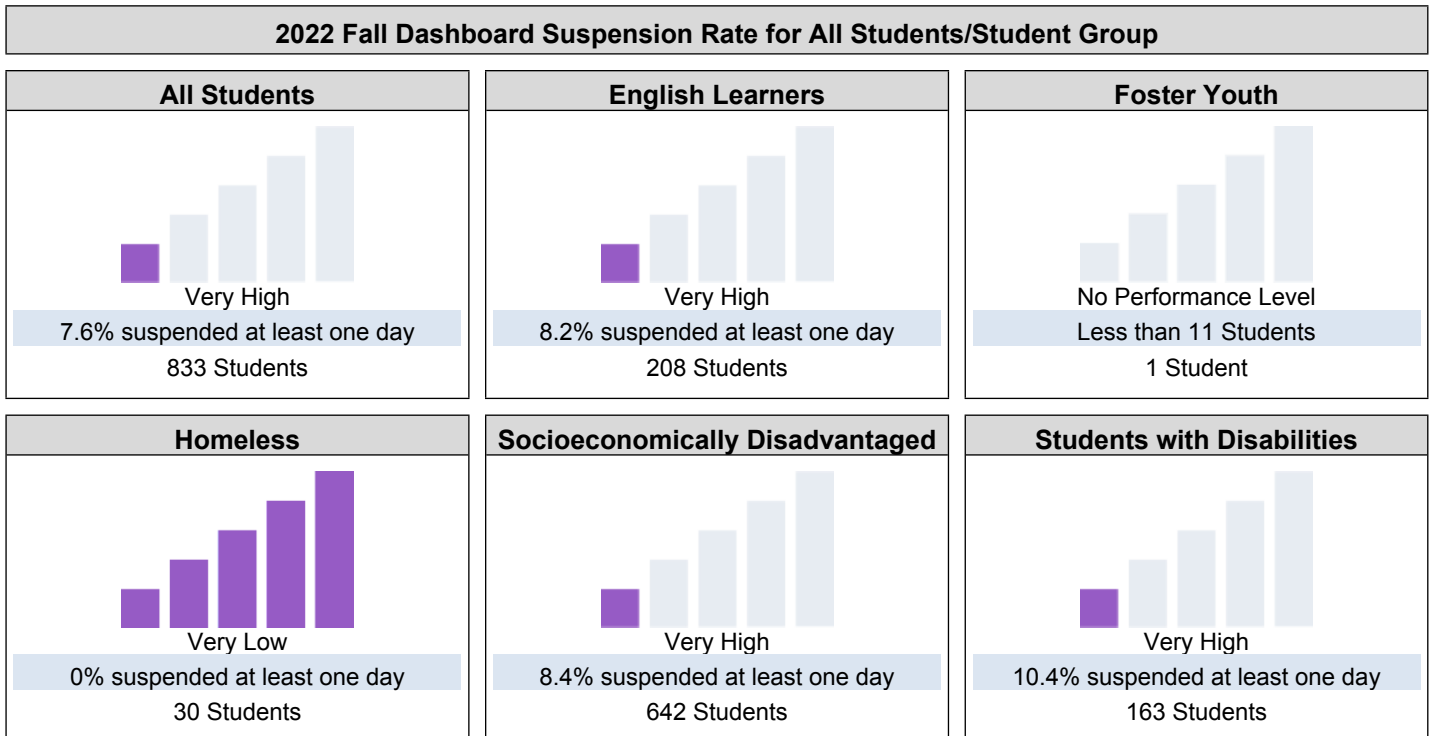 2022 Fall Dashboard Suspension Rate for All Students/Student Group
All Students
Very High
7.6% suspended at least one day
833 Students
English Learners
Very High
8.2% suspended at least one day
208 Students
Foster Youth
No Performance Level
Less than 11 Students
1 Student
Homeless
Very Low
0% suspended at least one day
30 Students
Socioeconomically Disadvantaged
Very High
8.4% suspended at least one day
642 Students
Students with Disabilities
Very High
10.4% suspended at least one day
163 Students